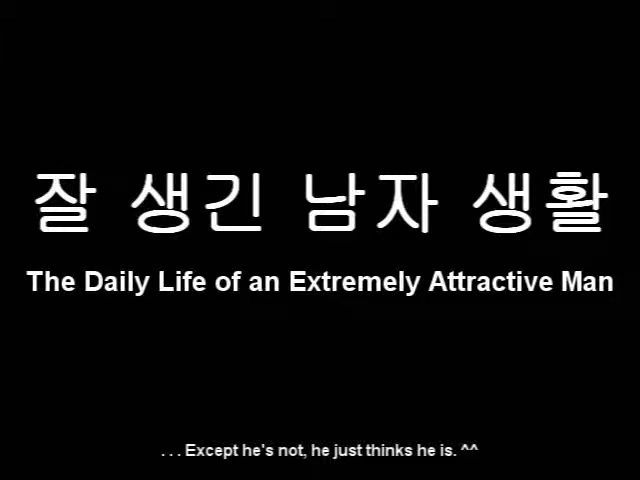 잘 생긴 남자 생활
The Daily Life of an Extremely Attractive Man
. . . Except he's not, he just thinks he is. ^^